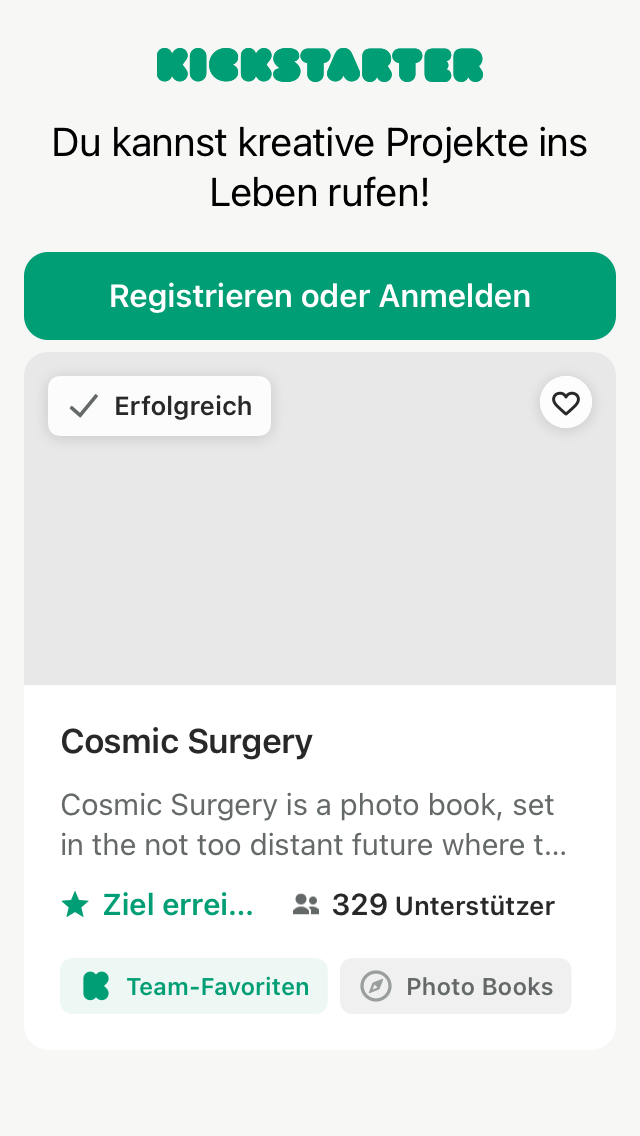 KICKSTARTER
Du kannst kreative Projekte ins
Leben rufen!
Registrieren oder Anmelden
Erfolgreich
Cosmic Surgery
Cosmic Surgery is a photo book, set
in the not too distant future where t…
Ziel errei…
329 Unterstützer
Team-Favoriten
Photo Books